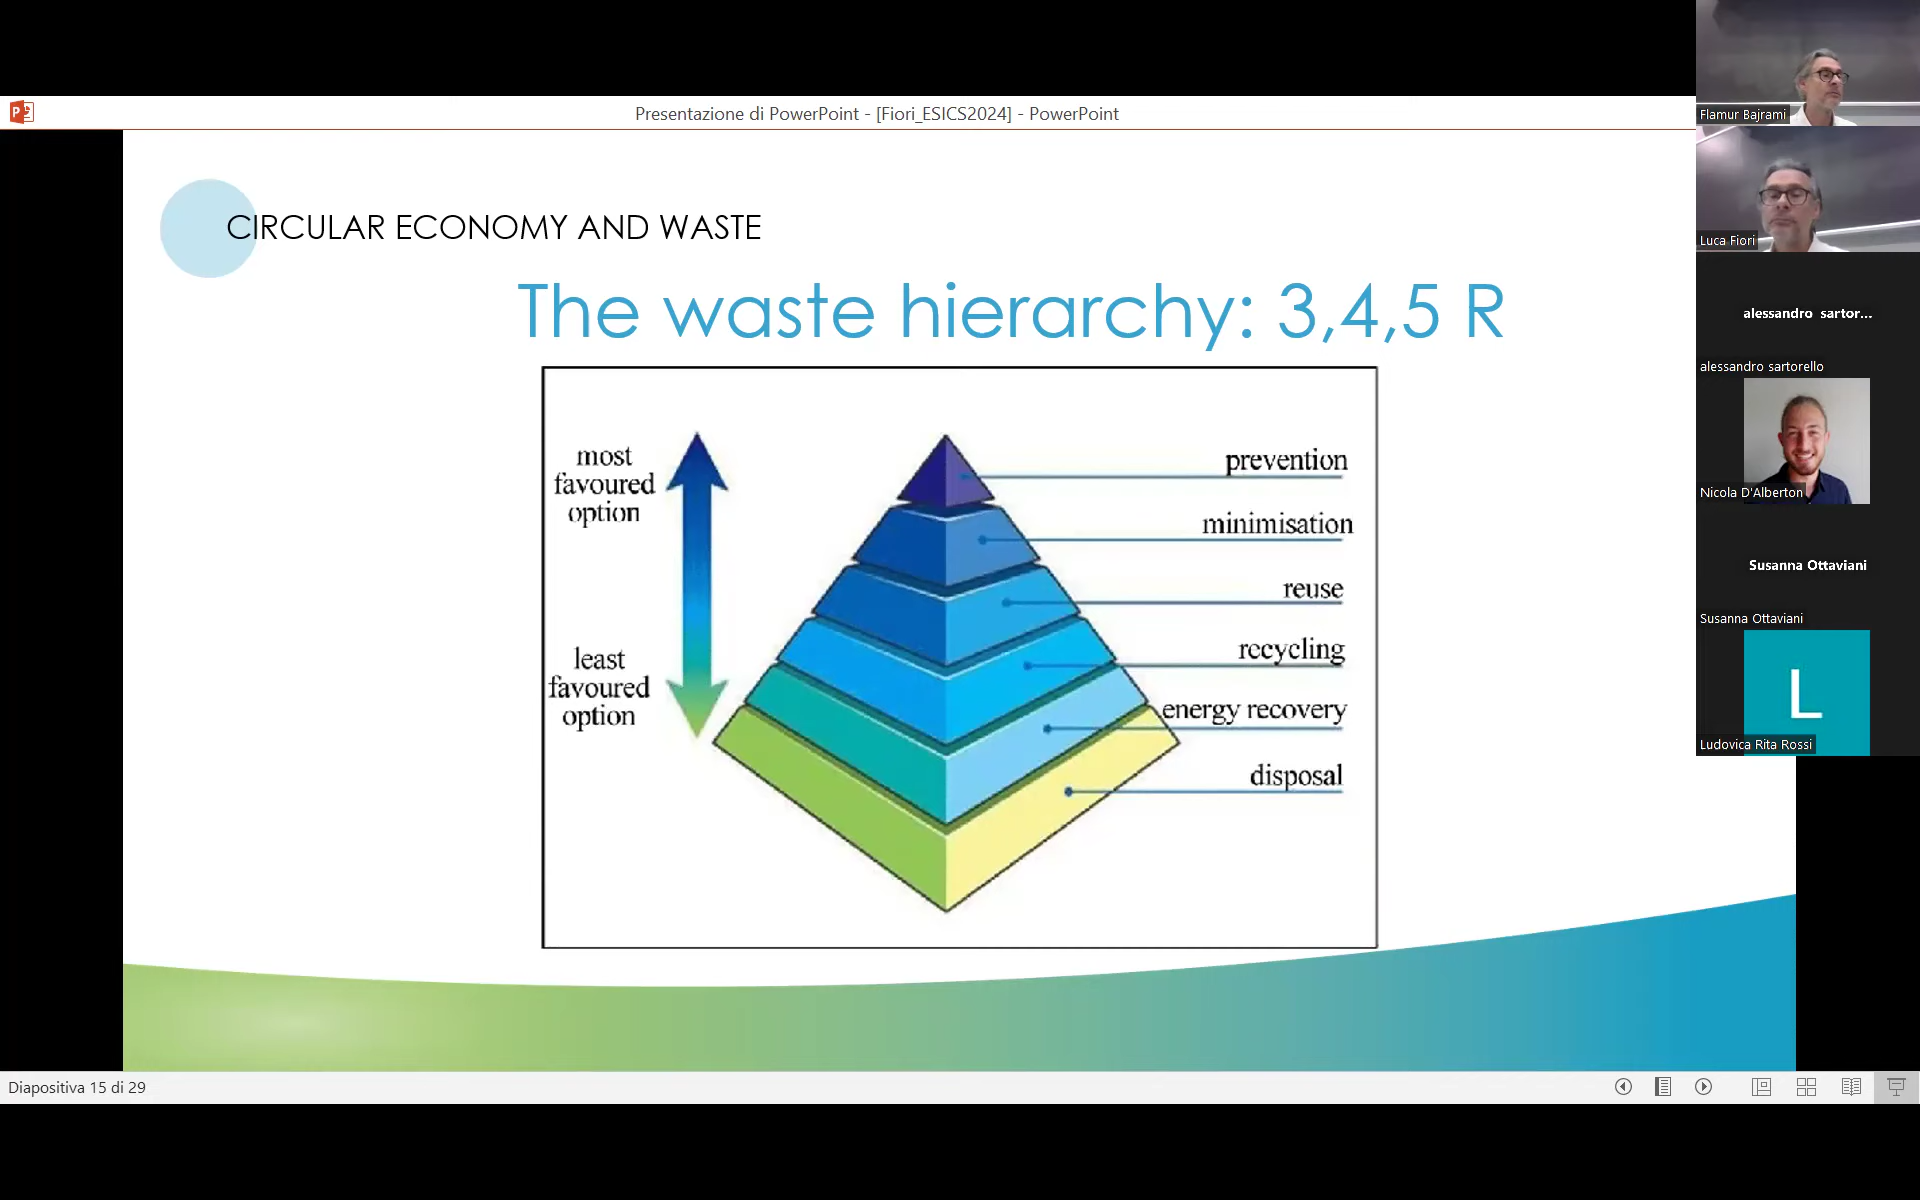 Presentazione di PowerPoint - [Fiori_ESICS2024] - PowerPoint
CIRCULAR ECONOMY AND WASTE
The waste hierarchy: 3,4,5 R
most
favoured
option
least
favoured
option
prevention
minimisation
reuse
recycling
energy recovery
disposal
Flamur Bajrami
Luca Fiori
alessandro sartor...
alessandro sartorello
Nicola D'Alberton
Susanna Ottaviani
Susanna Ottaviani
L
Ludovica Rita Rossi
Diapositiva 15 di 29